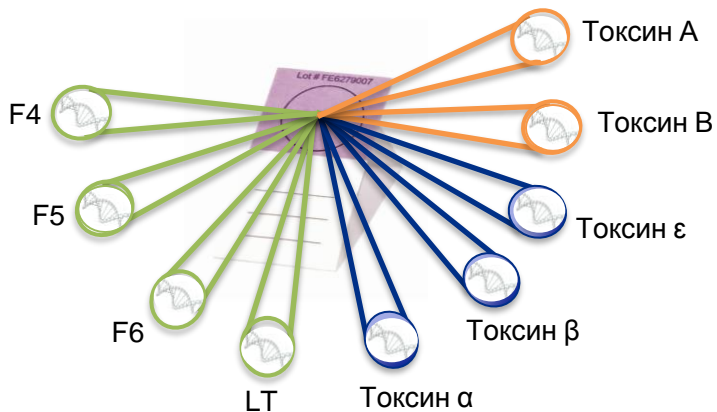 Токсин А
Lot # FE6279007
F4
Токсин В
F5
Токсин ε
F6
Токсин β
LT
Токсин α